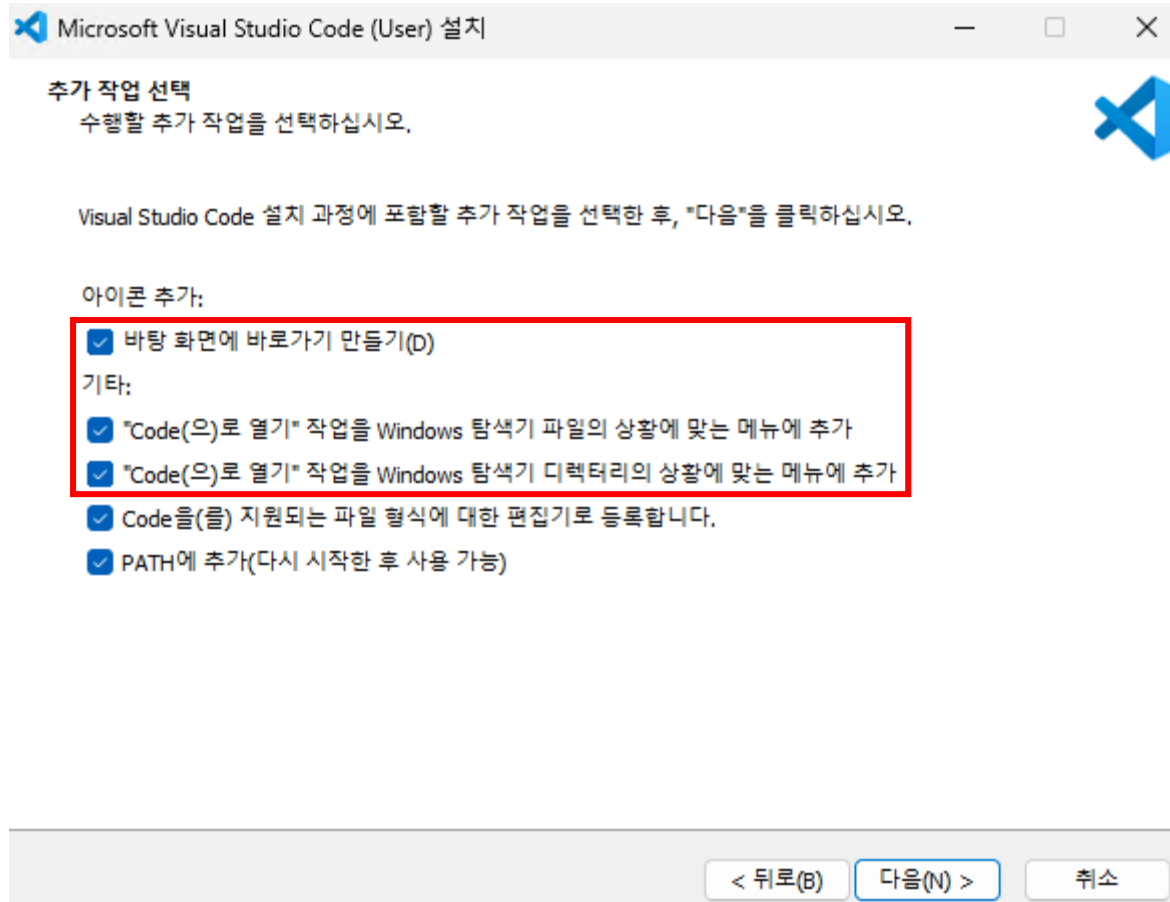 Microsoft Visual Studio Code (User) 설치
추가 작업 선택
수행할 추가 작업을 선택하십시오.
Visual Studio Code 설치 과정에 포함할 추가 작업을 선택한 후, "다음"을 클릭하십시오.
아이콘 추가:
바탕 화면에 바로가기 만들기(D)
기타:
"Code(으)로 열기" 작업을 Windows 탐색기 파일의 상황에 맞는 메뉴에 추가
"Code(으)로 열기" 작업을 Windows 탐색기 디렉터리의 상황에 맞는 메뉴에 추가
Code을(를) 지원되는 파일 형식에 대한 편집기로 등록합니다.
PATH에 추가(다시 시작한 후 사용 가능)
< 뒤로(B) 다음(N) > 취소